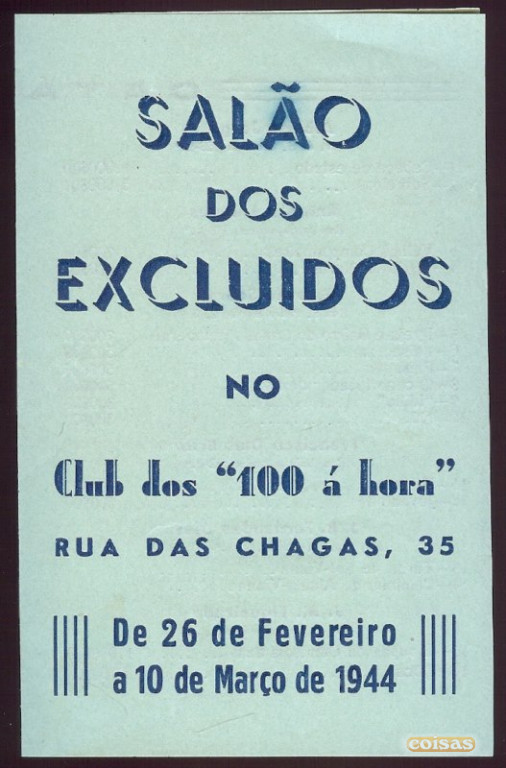 SALÃO
DOS
EXCLUIDOS
NO
Club dos "100 á hora"
RUA DAS CHAGAS, 35
De 26 de Fevereiro
a 10 de Março de 1944
coisas